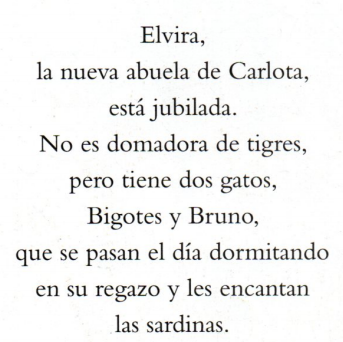 Elvira,
la nueva abuela de Carlota,
está jubilada.
No es domadora de tigres,
pero tiene dos gatos,
Bigotes y Bruno,
que se pasan el día dormitando
en su regazo y les encantan
las sardinas.